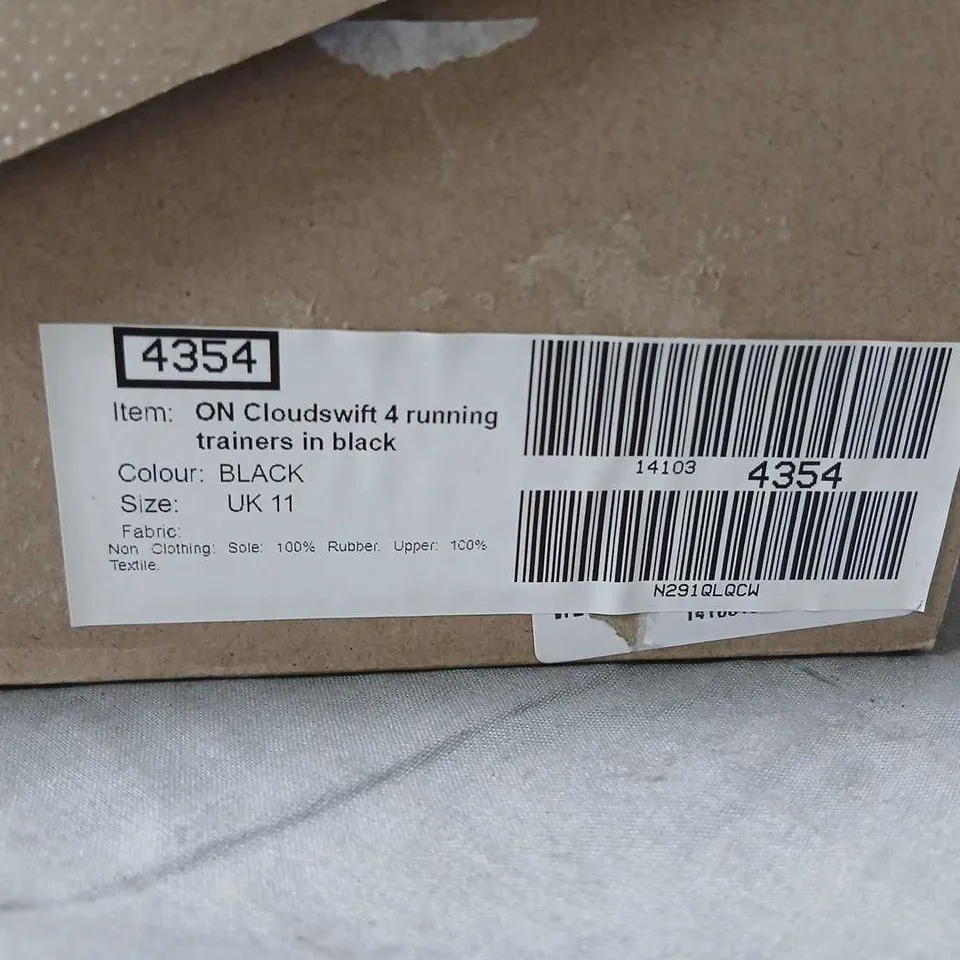 4354
Item: ON Cloudswift 4 running
trainers in black
Colour: BLACK
Size: UK 11
Fabric:
Non Clothing: Sole: 100% Rubber. Upper: 100%
Textile.
14103 4354
N291QLQCW